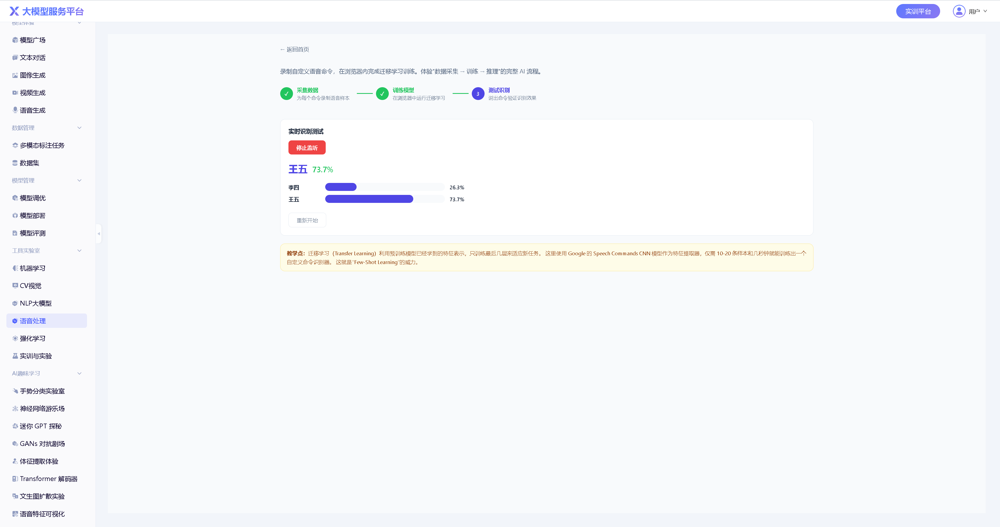 大模型服务平台
实训平台
用户
模型体验
模型广场
文本对话
图像生成
视频生成
语音生成
数据管理
多模态标注任务
数据集
模型管理
模型调优
模型部署
模型评测
工具实验室
机器学习
CV视觉
NLP大模型
语音处理
强化学习
实训与实验
AI趣味学习
手势分类实验室
神经网络游乐场
迷你 GPT 探秘
GANs 对抗剧场
体征提取体验
Transformer 解码器
文生图扩散实验
语音特征可视化
← 返回首页
录制自定义语音命令，在浏览器内完成迁移学习训练。体验"数据采集 → 训练 → 推理"的完整 AI 流程。
✓ 采集数据
为每个命令录制语音样本
✓ 训练模型
在浏览器中运行迁移学习
3 测试识别
说出命令验证识别效果
实时识别测试
停止监听
王五 73.7%
李四 26.3%
王五 73.7%
重新开始
教学点：迁移学习（Transfer Learning）利用预训练模型已经学到的特征表示，只训练最后几层来适应新任务。 这里使用 Google 的 Speech Commands CNN 模型作为特征提取器，仅需 10-20 条样本和几秒钟就能训练出一个
自定义命令识别器。 这就是"Few-Shot Learning"的威力。